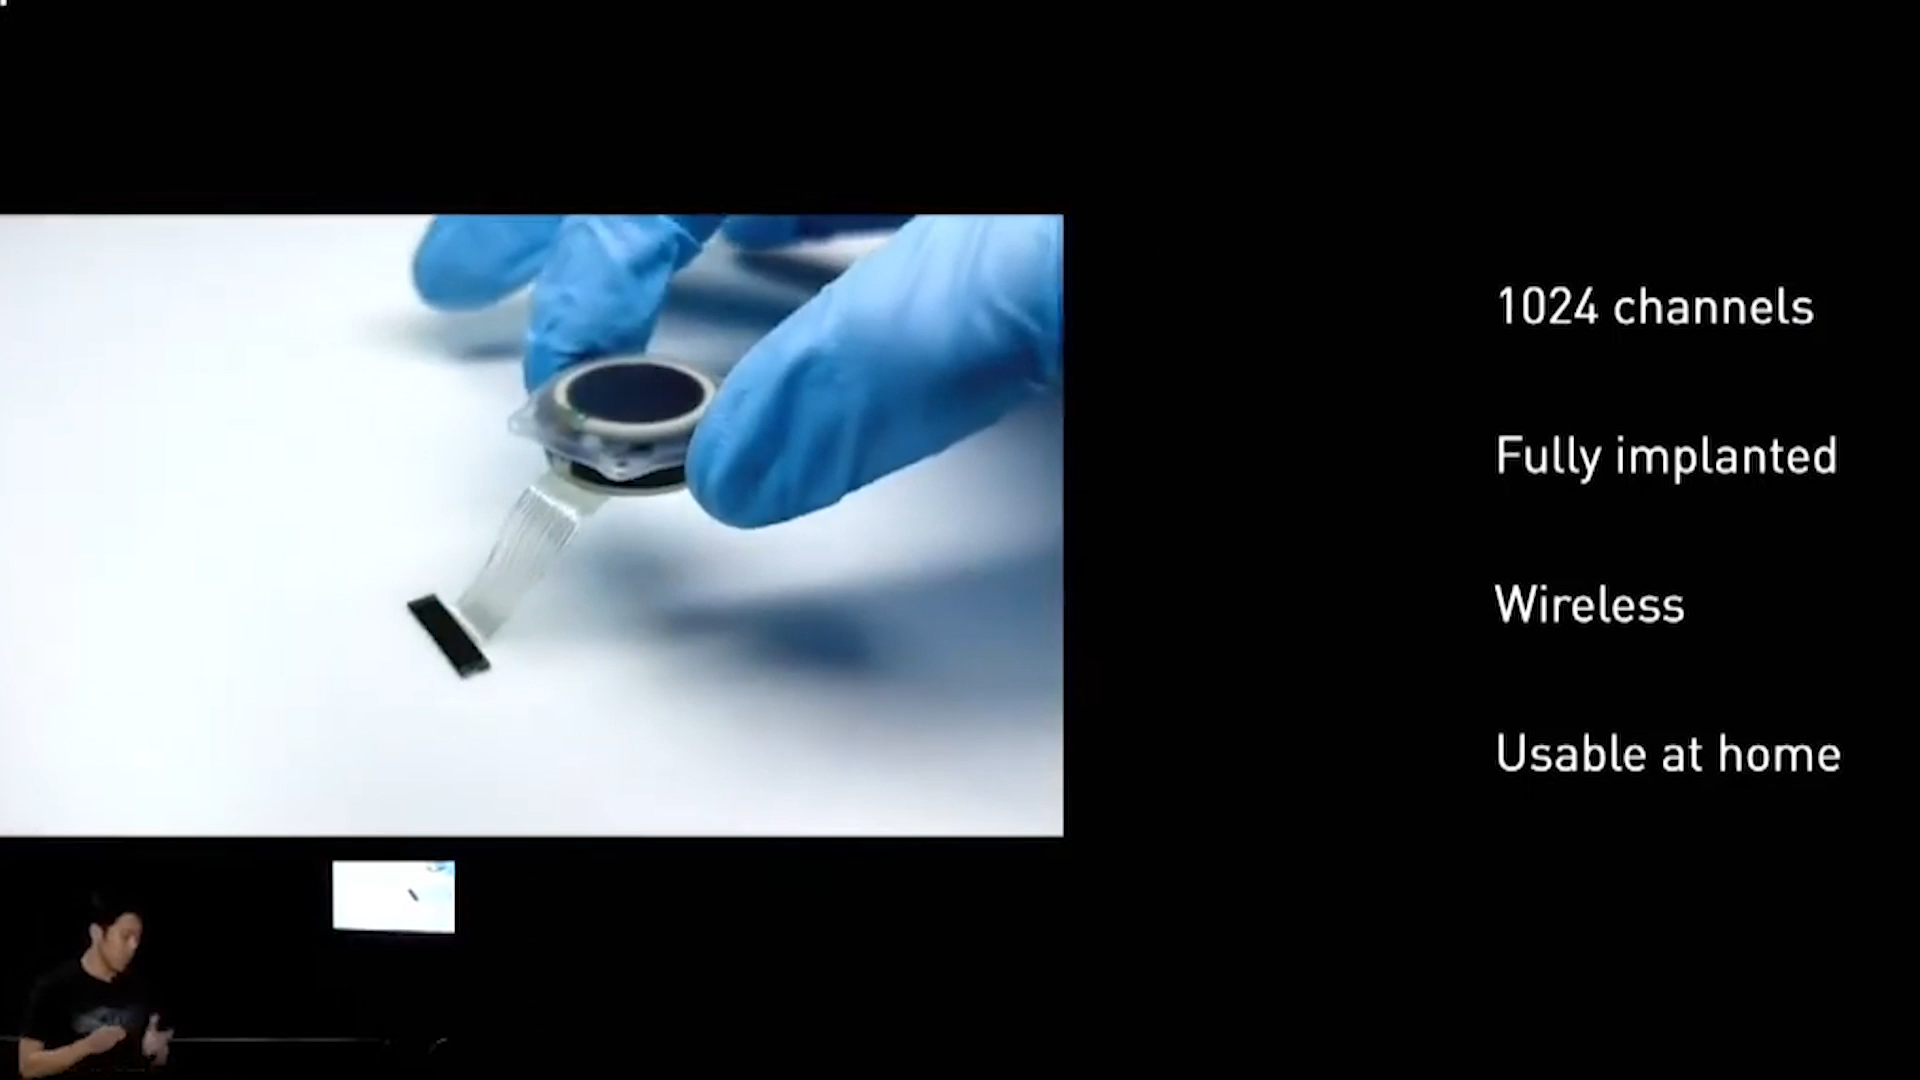 1024 channels
Fully implanted
Wireless
Usable at home